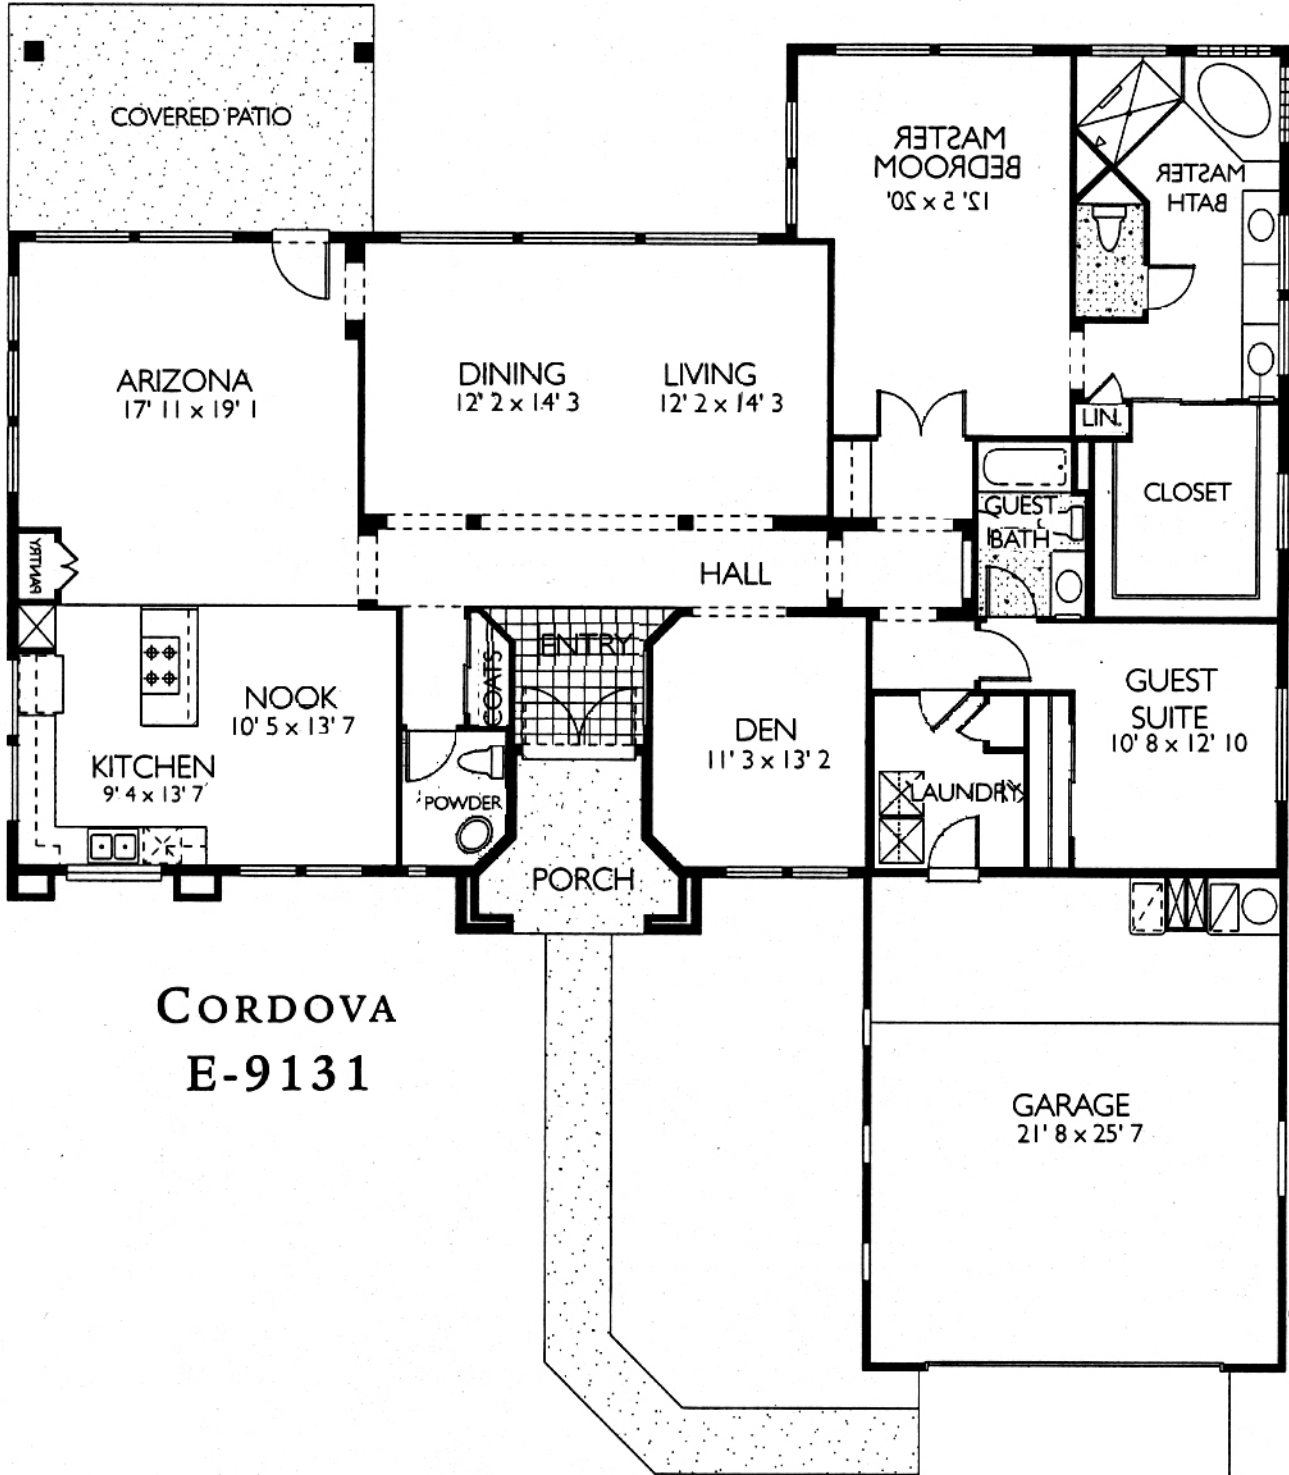 COVERED PATIO
MASTER
BEDROOM
12' 5 x 20'
MASTER
BATH
ARIZONA
17' 11 x 19' 1
DINING
12' 2 x 14' 3
LIVING
12' 2 x 14' 3
LIN.
CLOSET
GUEST
BATH
PANTRY
HALL
ENTRY
COATS
NOOK
10' 5 x 13' 7
KITCHEN
9' 4 x 13' 7
POWDER
DEN
11' 3 x 13' 2
GUEST
SUITE
10' 8 x 12' 10
LAUNDRY
PORCH
CORDOVA
E-9131
GARAGE
21' 8 x 25' 7